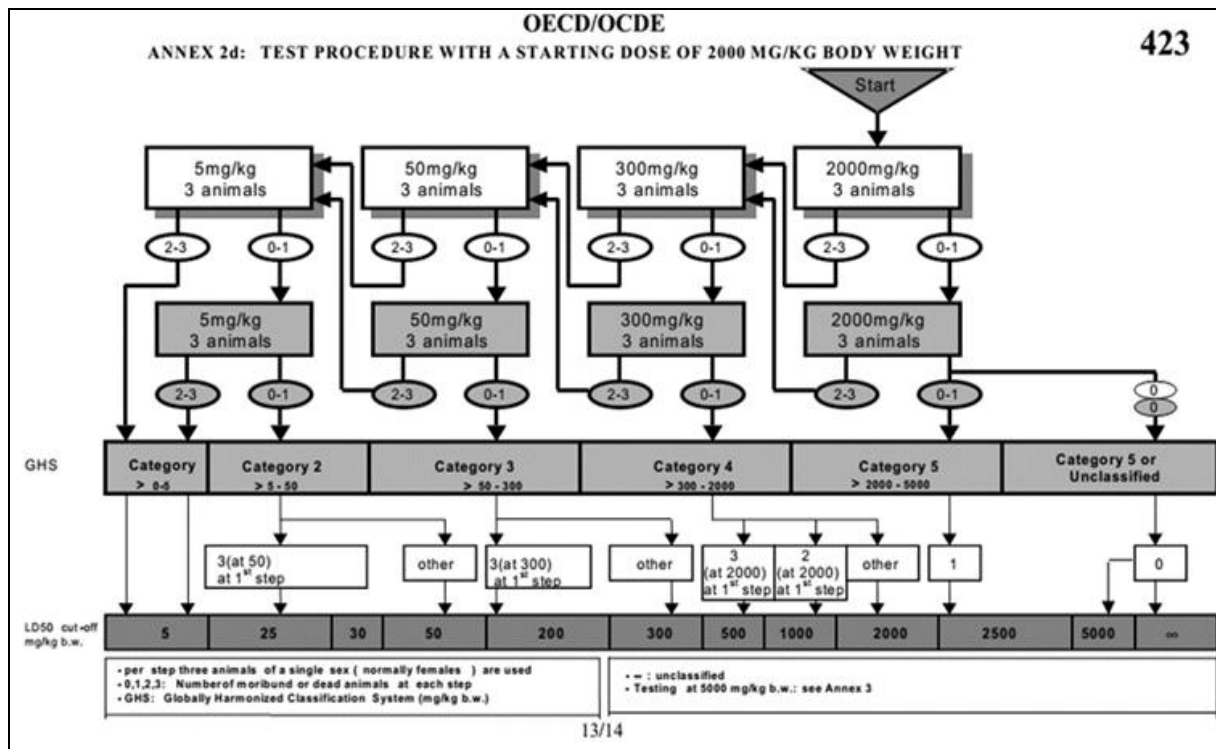 OECD/OCDE
423
ANNEX 2d: TEST PROCEDURE WITH A STARTING DOSE OF 2000 MG/KG BODY WEIGHT
Start
5mg/kg
3 animals
50mg/kg
3 animals
300mg/kg
3 animals
2000mg/kg
3 animals
2-3
0-1
2-3
0-1
2-3
0-1
2-3
0-1
5mg/kg
3 animals
50mg/kg
3 animals
300mg/kg
3 animals
2000mg/kg
3 animals
2-3
0-1
2-3
0-1
2-3
0-1
2-3
0-1
0
0
GHS
Category
> 0-5
Category 2
> 5 - 50
Category 3
> 50 - 300
Category 4
>300 - 2000
Category 5
> 2000 - 5000
Category 5 or
Unclassified
3(at 50)
at 1st step
other
3(at 300)
at 1st step
other
3
(at 2000)
at 1st step
2
(at 2000)
at 1st step
other
1
0
LD50 cut-off
mg/kg b.w.
5
25
30
50
200
300
500
1000
2000
2500
5000
∞
- per step three animals of a single sex ( normally females ) are used
- 0,1,2,3: Numberof moribund or dead animals at each step
- GHS: Globally Harmonized Classification System (mg/kg b.w.)
- ∞ : unclassified
- Testing at 5000 mg/kg b.w.: see Annex 3
13/14